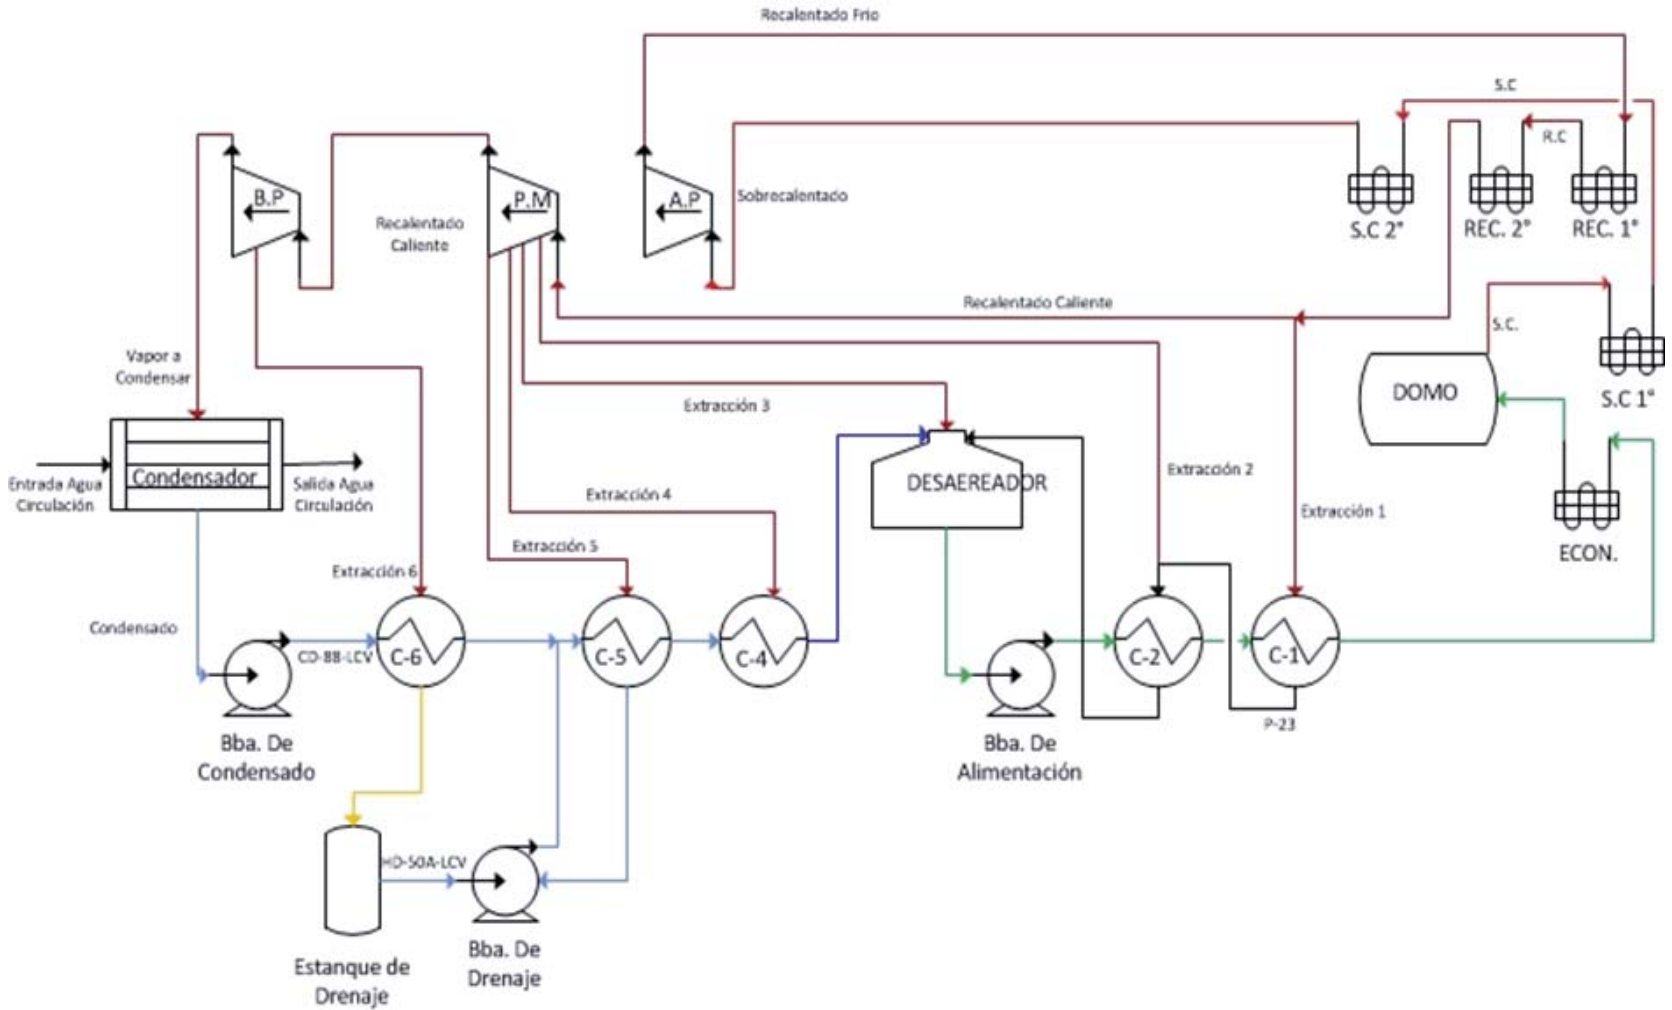 Recalentado Frio
S.C
R.C
B.P
P.M
A.P
Sobrecalentado
Recalentado
Caliente
S.C 2°
REC. 2°
REC. 1°
Recalentado Caliente
S.C.
Vapor a
Condensar
DOMO
S.C 1°
Extracción 3
Entrada Agua
Circulación
Condensador
Salida Agua
Circulación
Extracción 4
DESAEREADOR
Extracción 2
Extracción 1
Extracción 5
ECON.
Extracción 6
Condensado
CD-88-LCV
C-6
C-5
C-4
C-2
C-1
P-23
Bba. De
Condensado
Bba. De
Alimentación
HD-50A-LCV
Estanque de
Drenaje
Bba. De
Drenaje